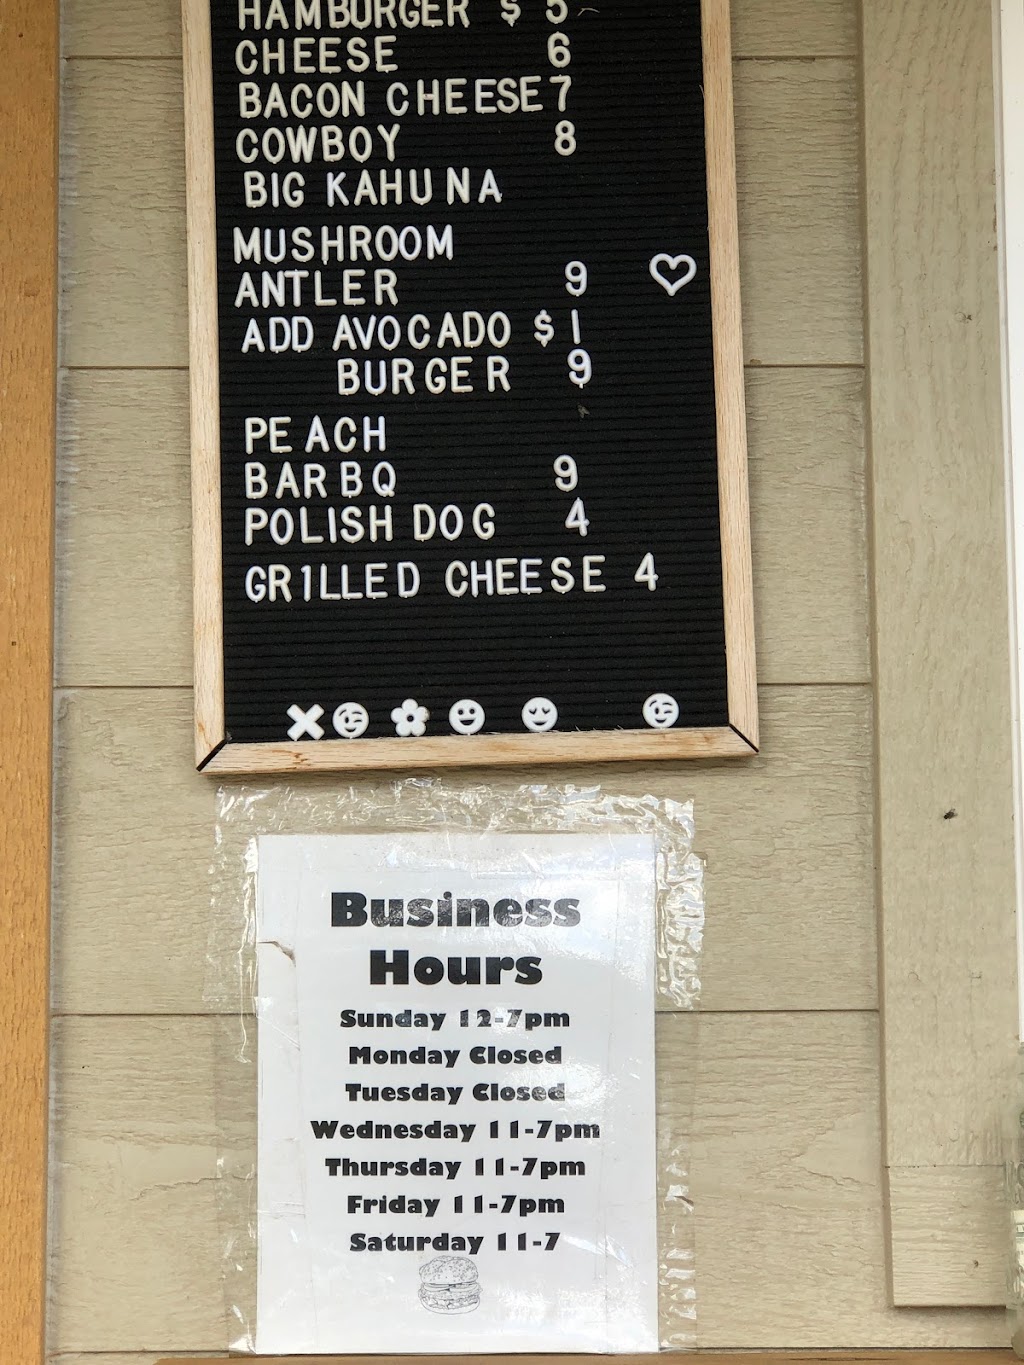 HAMBURGER $ 5
CHEESE 6
BACON CHEESE 7
COWBOY 8
BIG KAHUNA
MUSHROOM
ANTLER 9
ADD AVOCADO $ 1
BURGER 9
PEACH
BARBQ 9
POLISH DOG 4
GR1LLED CHEESE 4
Business
Hours
Sunday 12-7pm
Monday Closed
Tuesday Closed
Wednesday 11-7pm
Thursday 11-7pm
Friday 11-7pm
Saturday 11-7